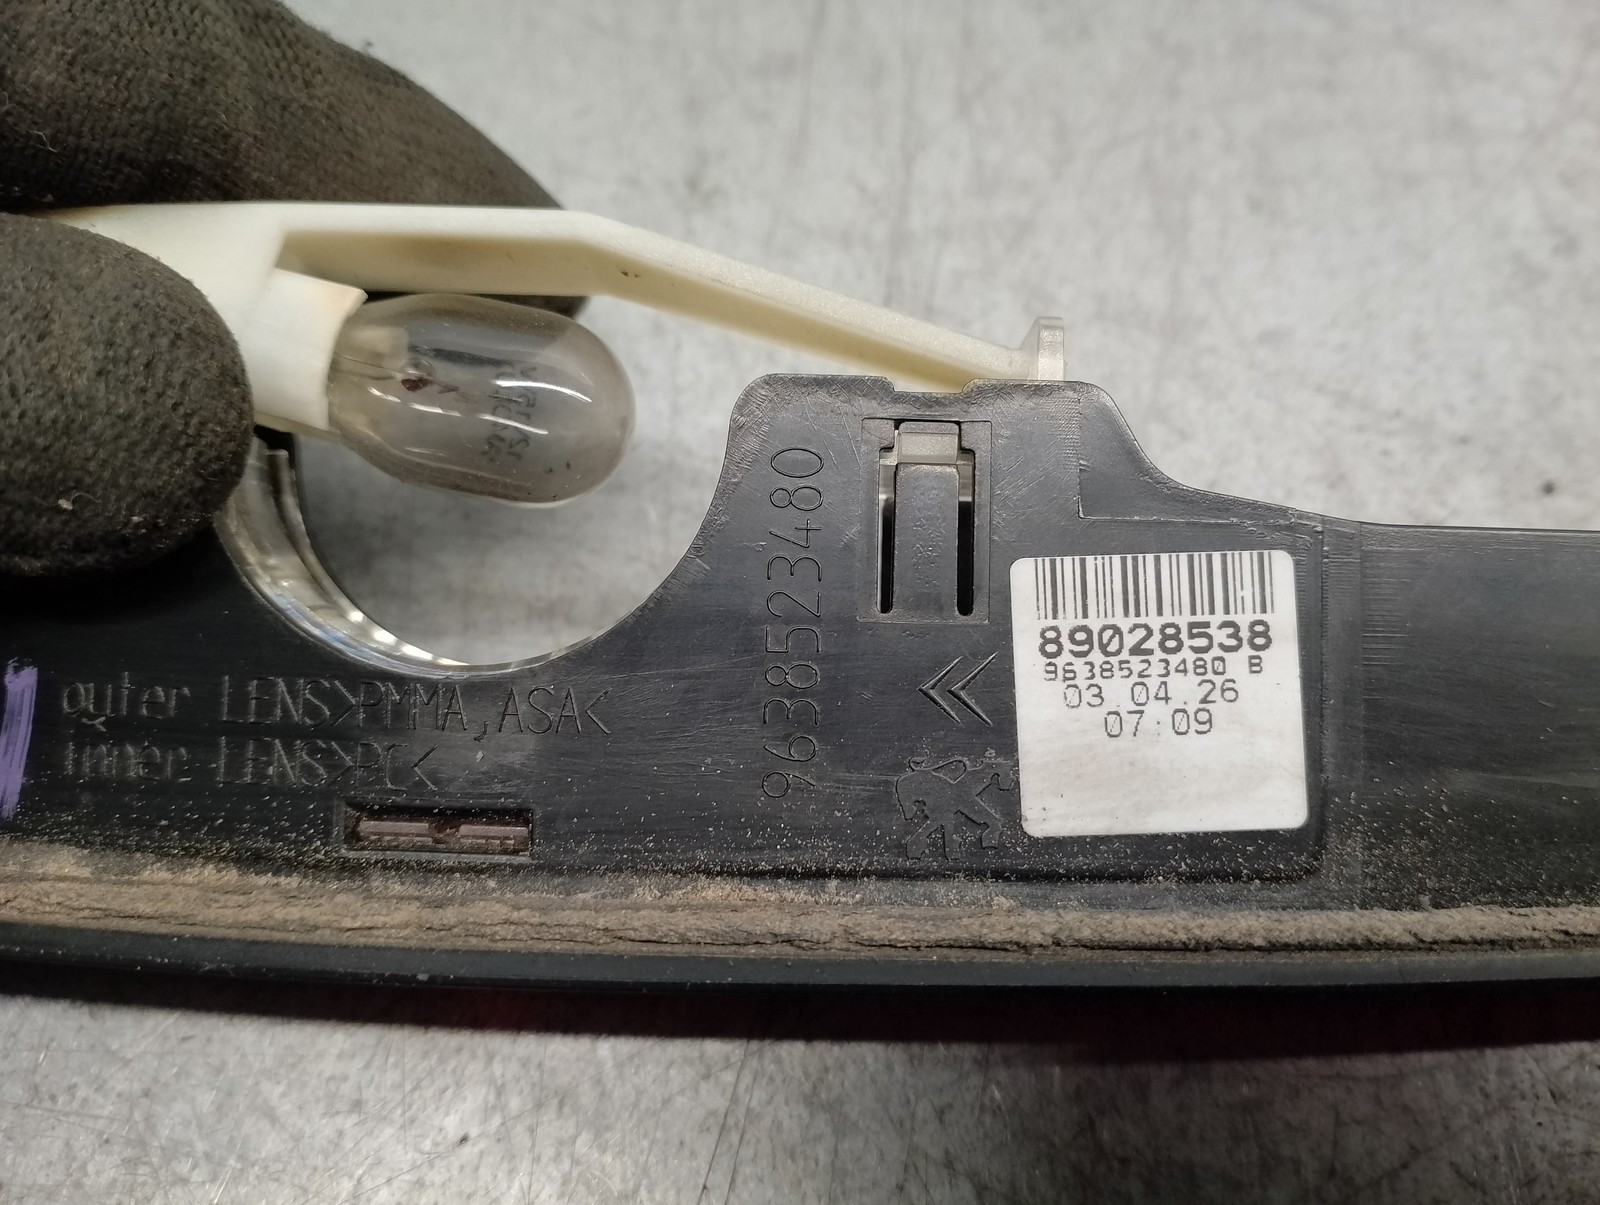 9638523480
89028538
9638523480 B
03.04.26
07:09
outer LENS>PMMA,ASA<
inner LENS>PC<